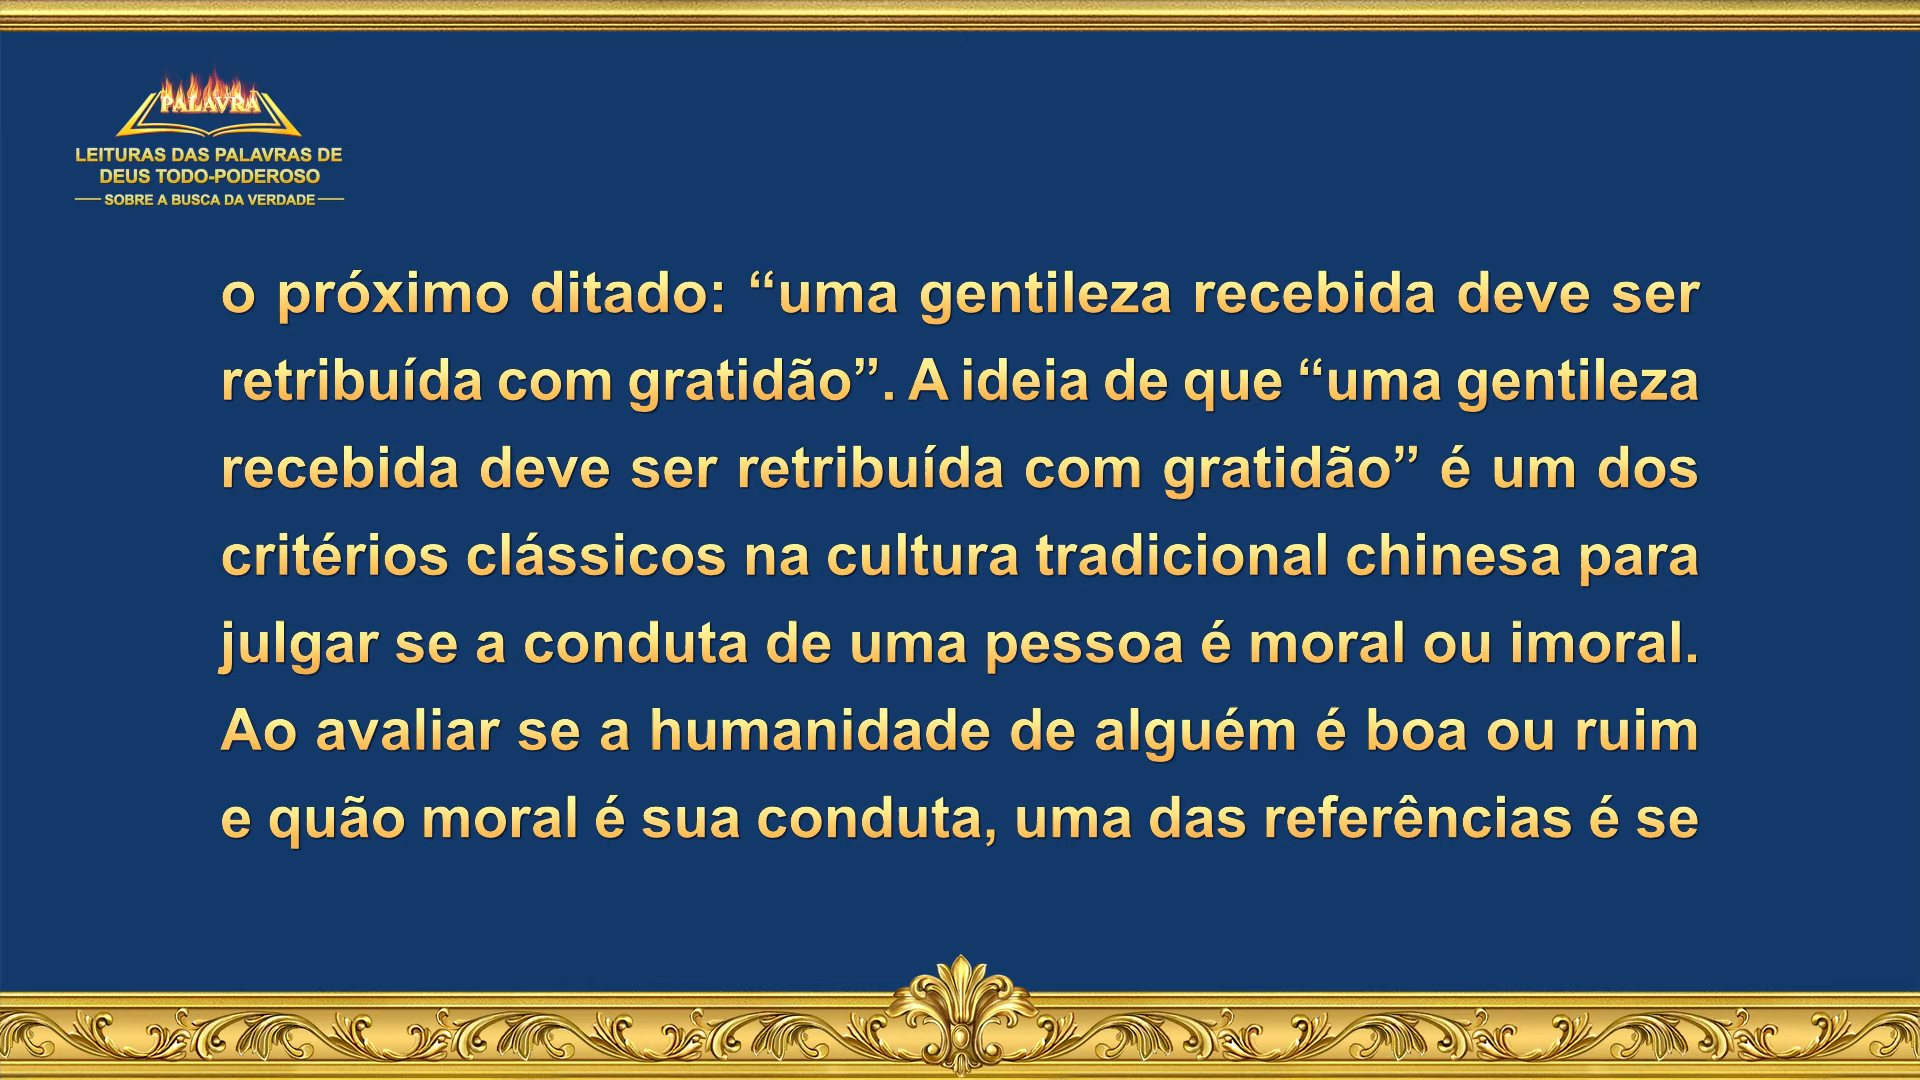 PALAVRA
LEITURAS DAS PALAVRAS DE
DEUS TODO-PODEROSO
SOBRE A BUSCA DA VERDADE
o próximo ditado: “uma gentileza recebida deve ser
retribuída com gratidão”. A ideia de que “uma gentileza
recebida deve ser retribuída com gratidão” é um dos
critérios clássicos na cultura tradicional chinesa para
julgar se a conduta de uma pessoa é moral ou imoral.
Ao avaliar se a humanidade de alguém é boa ou ruim
e quão moral é sua conduta, uma das referências é se